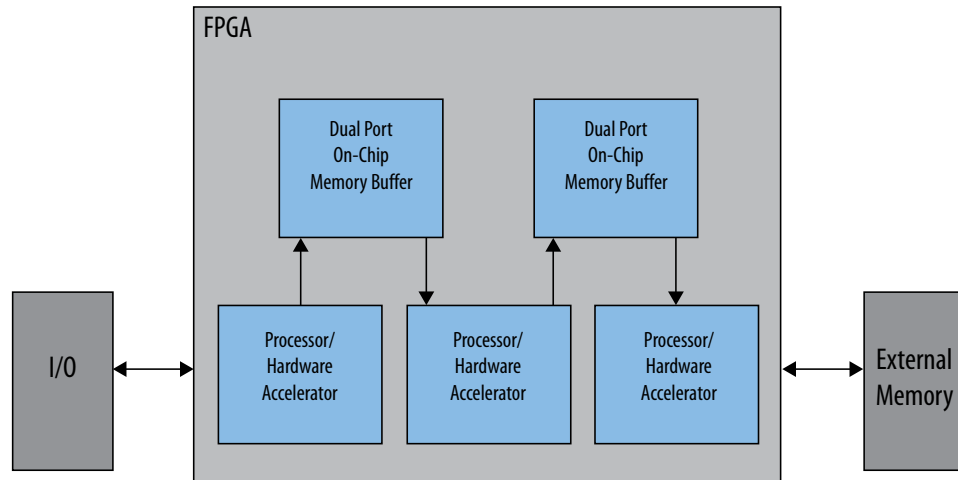 FPGA
Dual Port
On-Chip
Memory Buffer
Dual Port
On-Chip
Memory Buffer
I/O
Processor/
Hardware
Accelerator
Processor/
Hardware
Accelerator
Processor/
Hardware
Accelerator
External
Memory